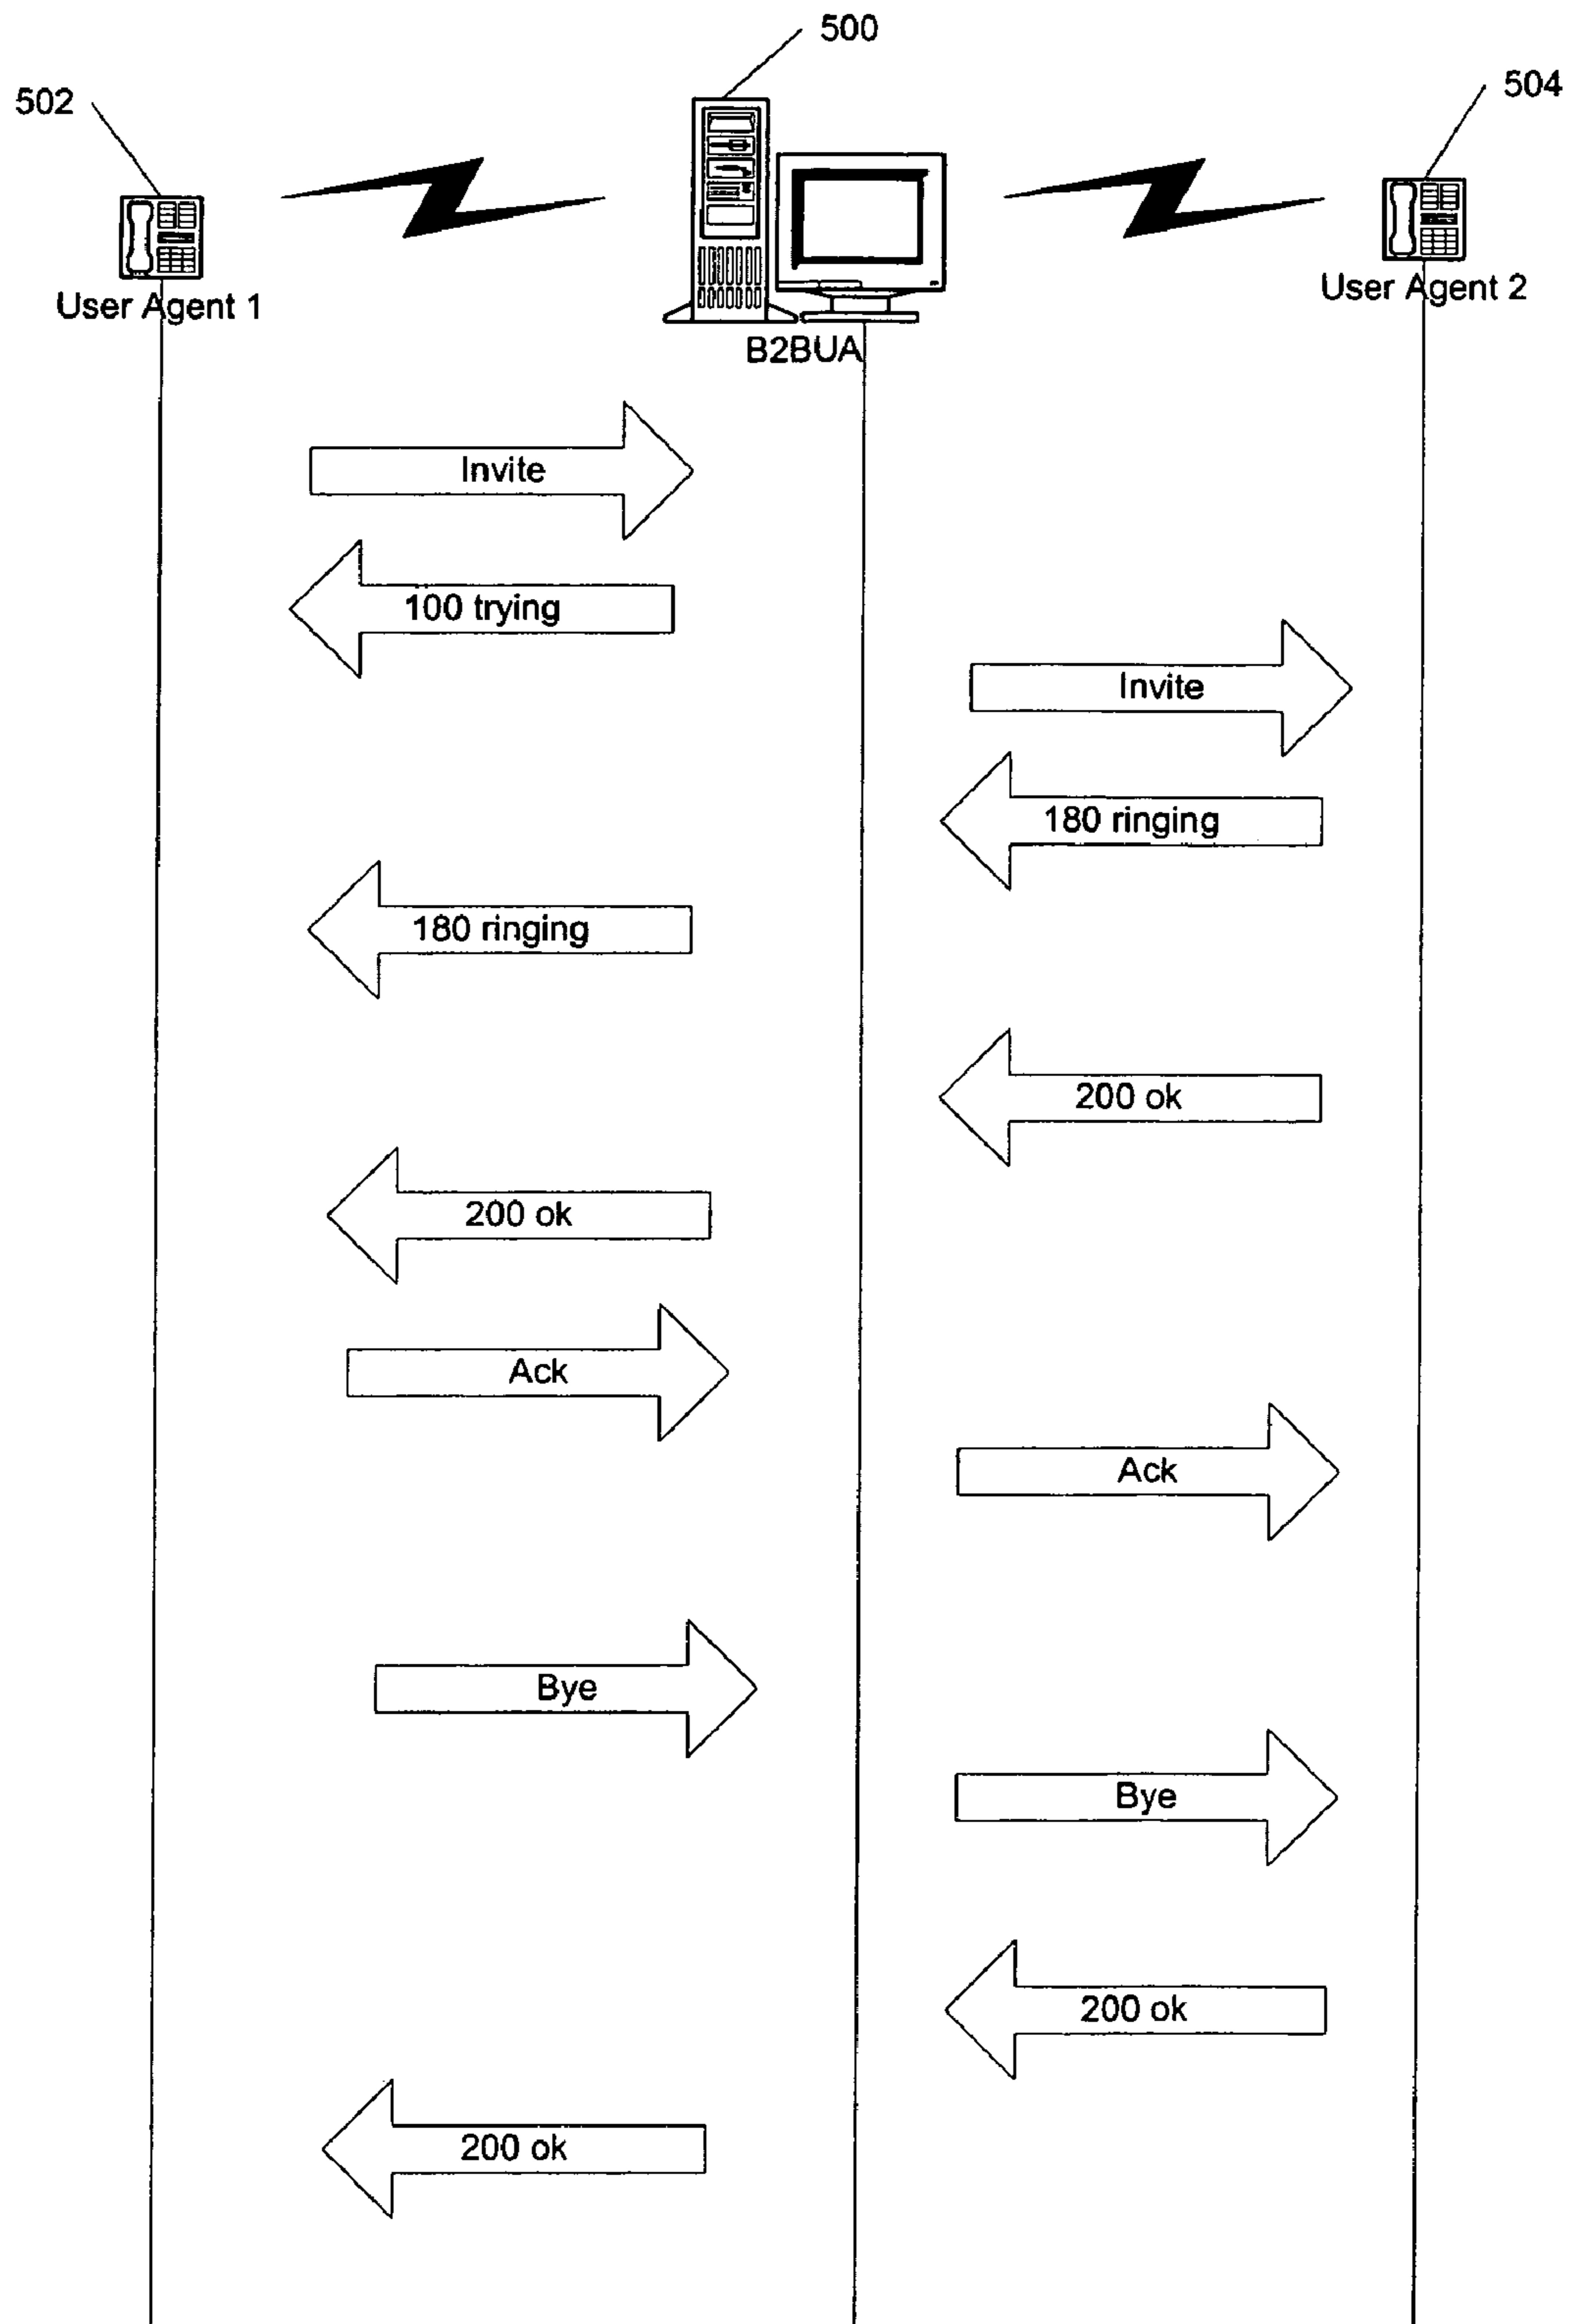 500
502
504
User Agent 1
User Agent 2
B2BUA
Invite
100 trying
Invite
180 ringing
180 ringing
200 ok
200 ok
Ack
Ack
Bye
Bye
200 ok
200 ok